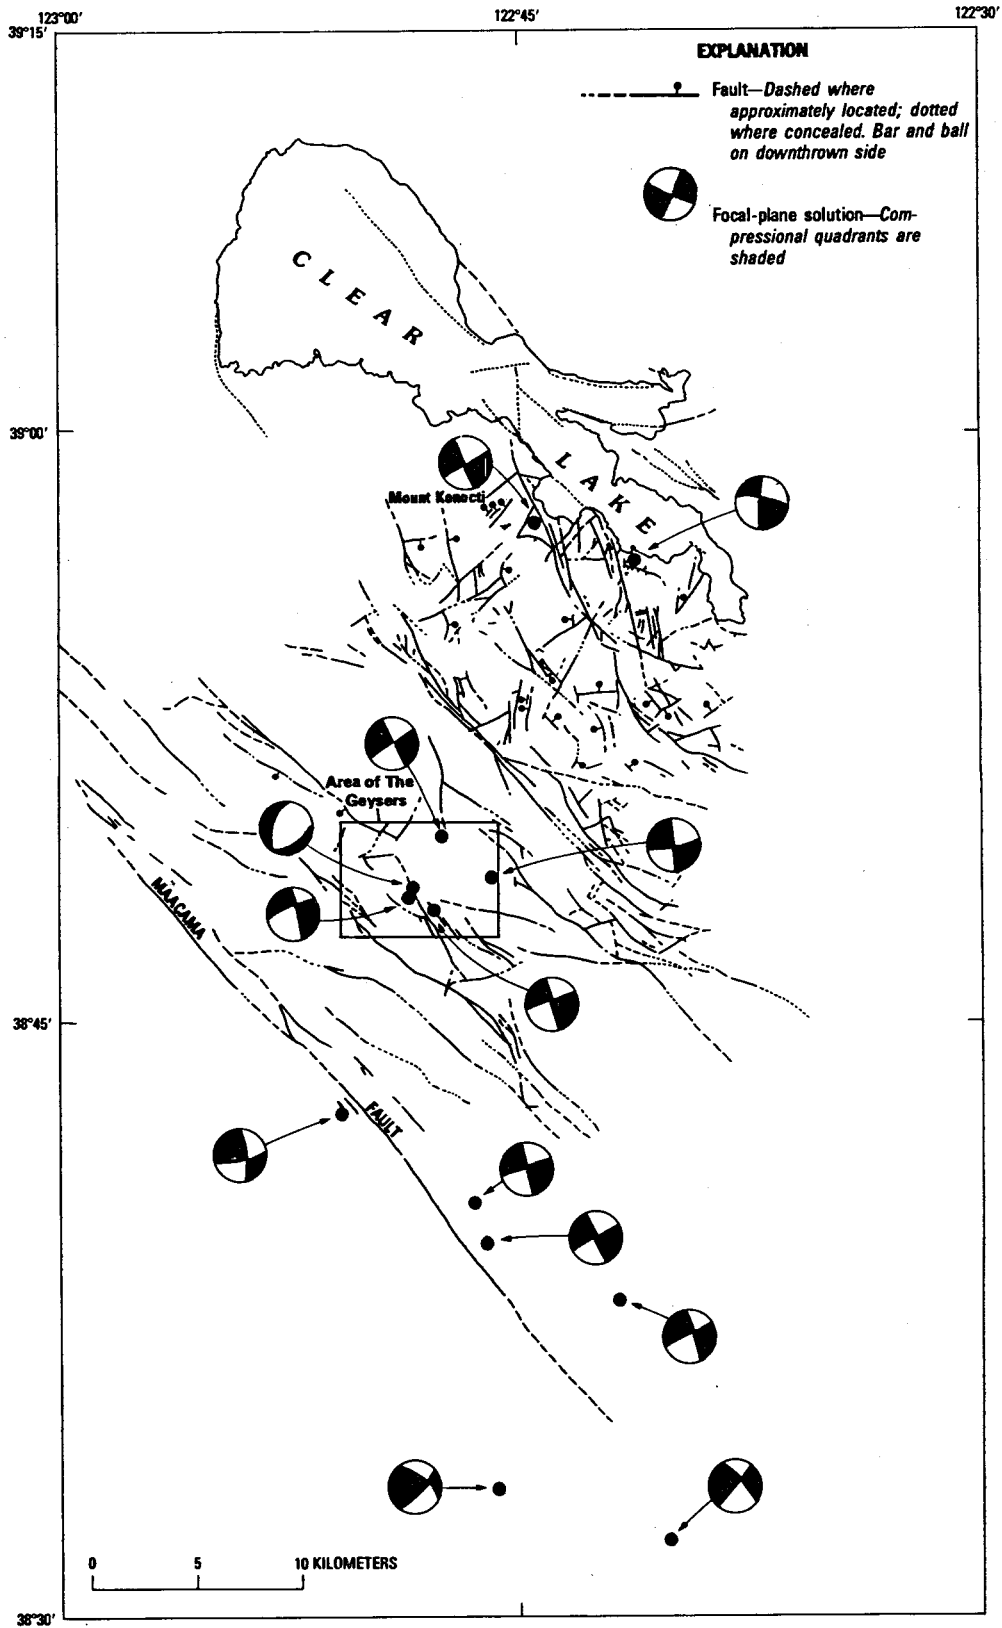 123°00'
122°45'
122°30'
39°15'
EXPLANATION
Fault—Dashed where
approximately located; dotted
where concealed. Bar and ball
on downthrown side
Focal-plane solution—Com-
pressional quadrants are
shaded
CLEAR
39°00'
LAKE
Mount Konocti
Area of The
Geysers
MAACAMA
38°45'
FAULT
0 5 10 KILOMETERS
38°30'